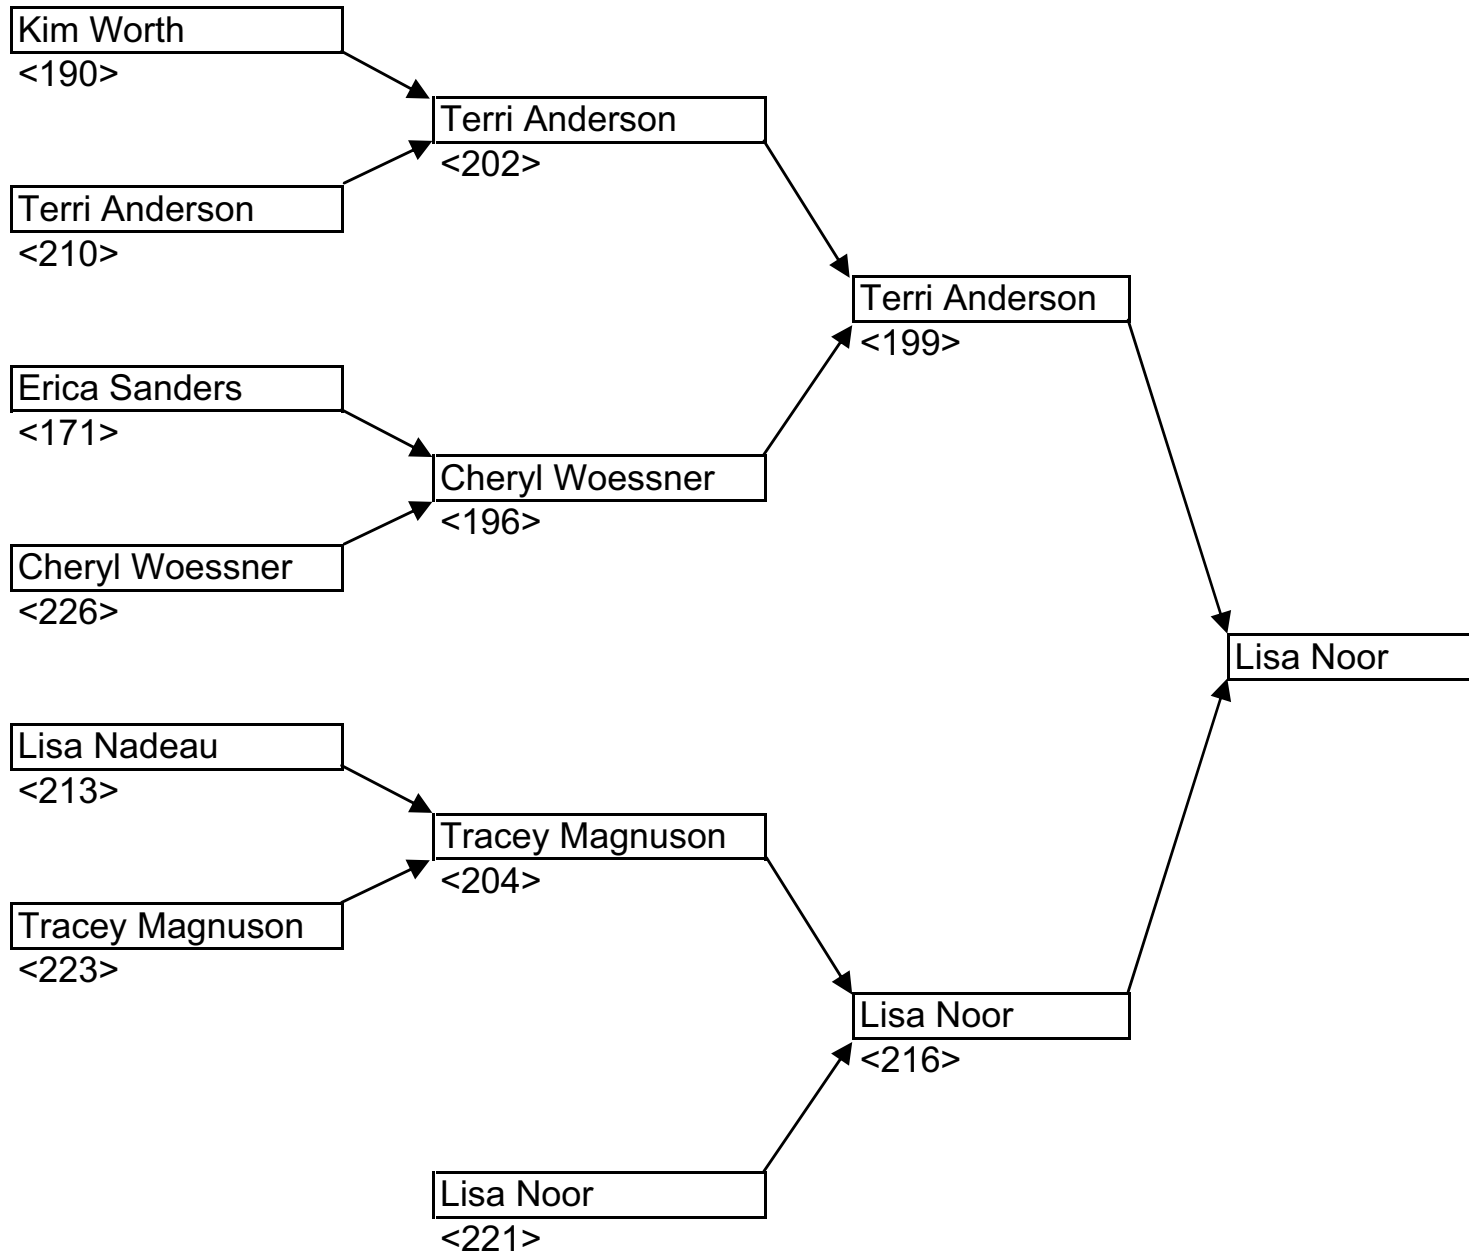 Kim Worth
<190>
Terri Anderson
<202>
Terri Anderson
<210>
Terri Anderson
<199>
Erica Sanders
<171>
Cheryl Woessner
<196>
Cheryl Woessner
<226>
Lisa Noor
Lisa Nadeau
<213>
Tracey Magnuson
<204>
Tracey Magnuson
<223>
Lisa Noor
<216>
Lisa Noor
<221>